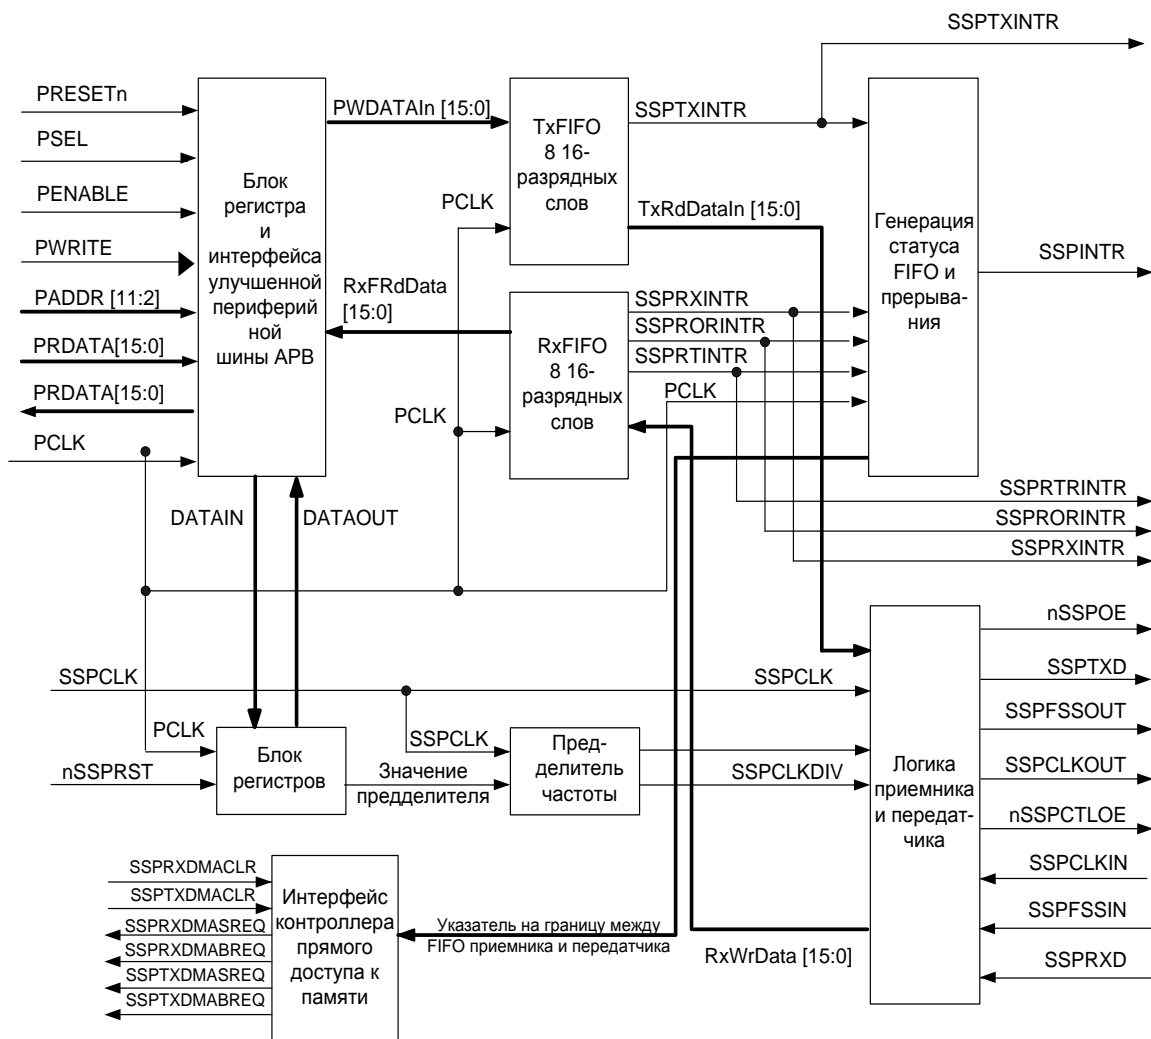 SSPTXINTR
PRESETn
PSEL
PENABLE
PWRITE
PADDR [11:2]
PRDATA[15:0]
PRDATA[15:0]
PCLK
Блок
регистра
и
интерфейса
улучшенной
периферий
ной
шины APB
PWDATAIn [15:0]
RxFRdData
[15:0]
PCLK
PCLK
TxFIFO
8 16-
разрядных
слов
RxFIFO
8 16-
разрядных
слов
SSPTXINTR
TxRdDataIn [15:0]
SSPRXINTR
SSPRORINTR
SSPRTINTR
PCLK
Генерация
статуса
FIFO и
прерыва-
ния
SSPINTR
SSPRTRINTR
SSPRORINTR
SSPRXINTR
DATAIN
DATAOUT
SSPCLK
SSPCLK
PCLK
nSSPRST
Блок
регистров
SSPCLK
Значение
предделителя
Пред-
делитель
частоты
SSPCLKDIV
Логика
приемника
и передат-
чика
nSSPOE
SSPTXD
SSPFSSOUT
SSPCLKOUT
nSSPCTLOE
SSPCLKIN
SSPFSSIN
SSPRXD
SSPRXDMACLR
SSPTXDMACLR
SSPRXDMASREQ
SSPRXDMABREQ
SSPTXDMASREQ
SSPTXDMABREQ
Интерфейс
контроллера
прямого
доступа к
памяти
Указатель на границу между
FIFO приемника и передатчика
RxWrData [15:0]